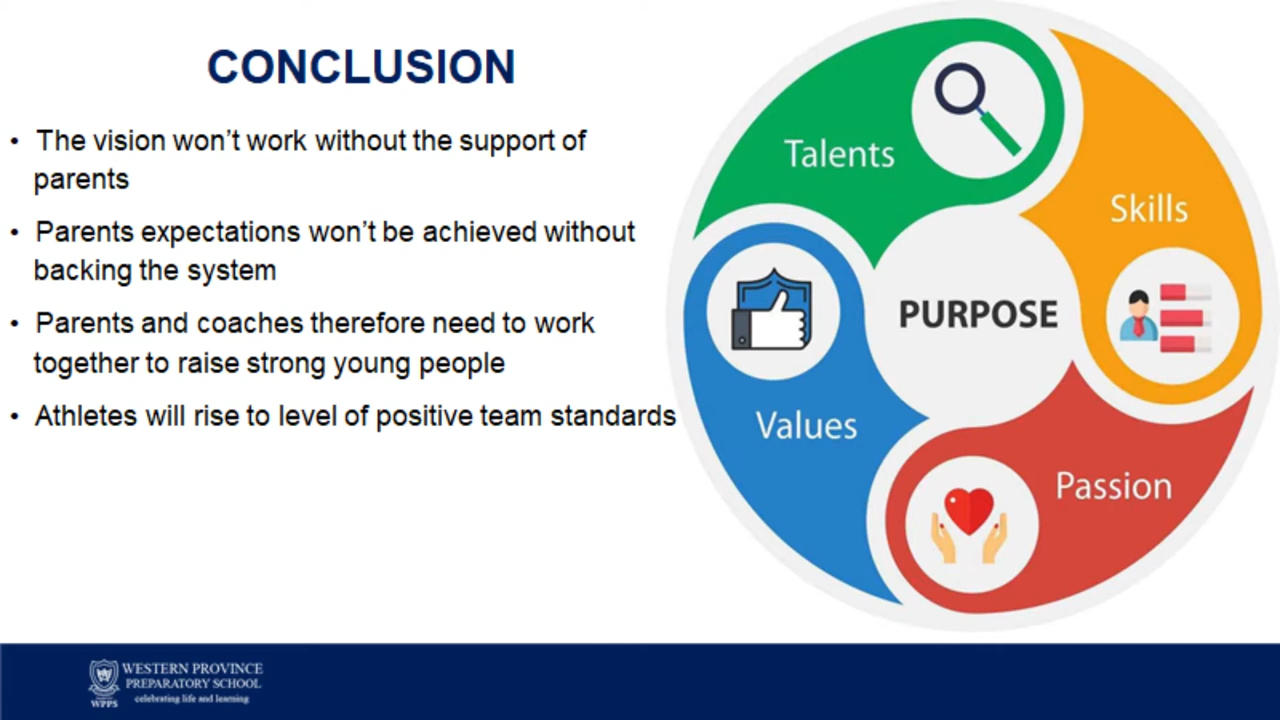 CONCLUSION
• The vision won’t work without the support of
parents
• Parents expectations won’t be achieved without
backing the system
• Parents and coaches therefore need to work
together to raise strong young people
• Athletes will rise to level of positive team standards
Talents
Skills
PURPOSE
Values
Passion
WESTERN PROVINCE
PREPARATORY SCHOOL
celebrating life and learning
WPPS